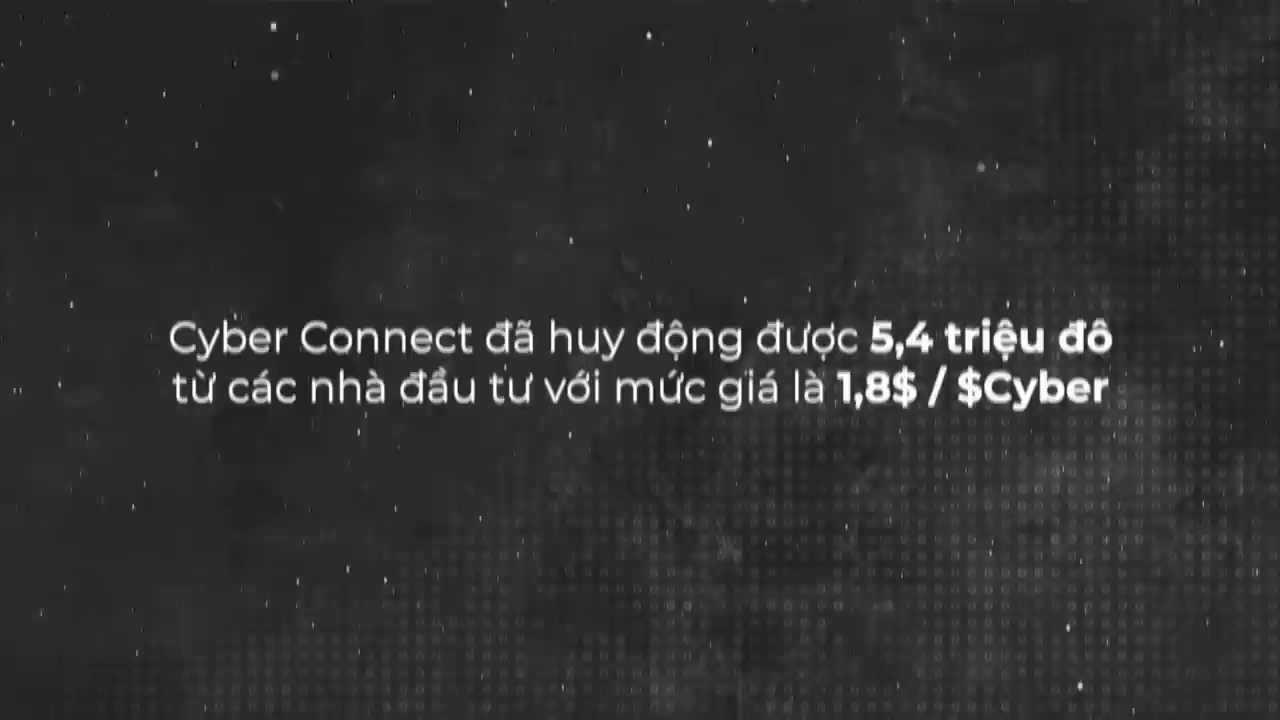 Cyber Connect đã huy động được 5,4 triệu đô
từ các nhà đầu tư với mức giá là 1,8$ / $Cyber